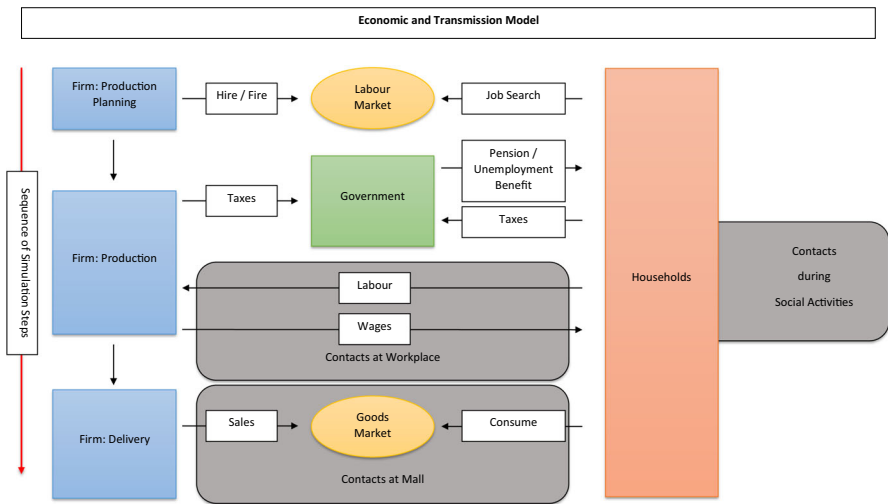 Economic and Transmission Model
Firm: Production
Planning
Hire / Fire
Labour
Market
Job Search
Pension /
Unemployment
Benefit
Taxes
Government
Taxes
Sequence of Simulation Steps
Firm: Production
Households
Contacts
during
Social Activities
Labour
Wages
Contacts at Workplace
Firm: Delivery
Sales
Goods
Market
Consume
Contacts at Mall